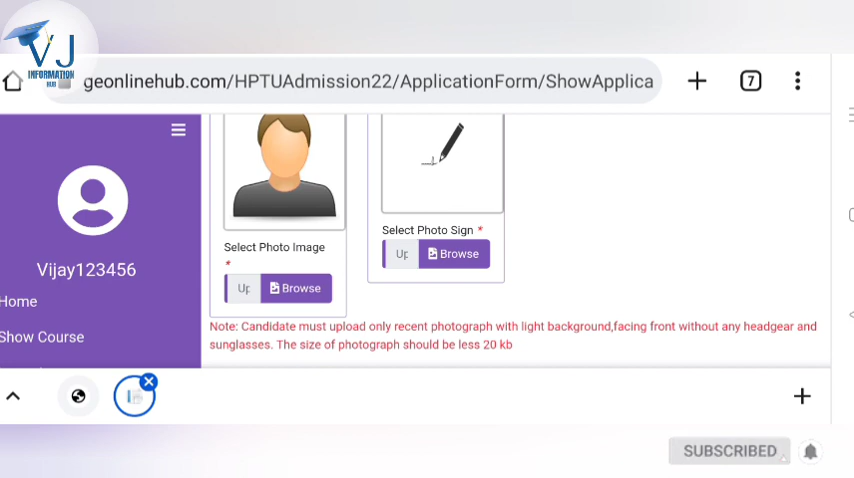 VJ
INFORMATION
HUB
geonlinehub.com/HPTUAdmission22/ApplicationForm/ShowApplica
7
Select Photo Sign *
Select Photo Image
*
Up Browse
Up Browse
Vijay123456
Home
Show Course
Note: Candidate must upload only recent photograph with light background,facing front without any headgear and
sunglasses. The size of photograph should be less 20 kb
SUBSCRIBED